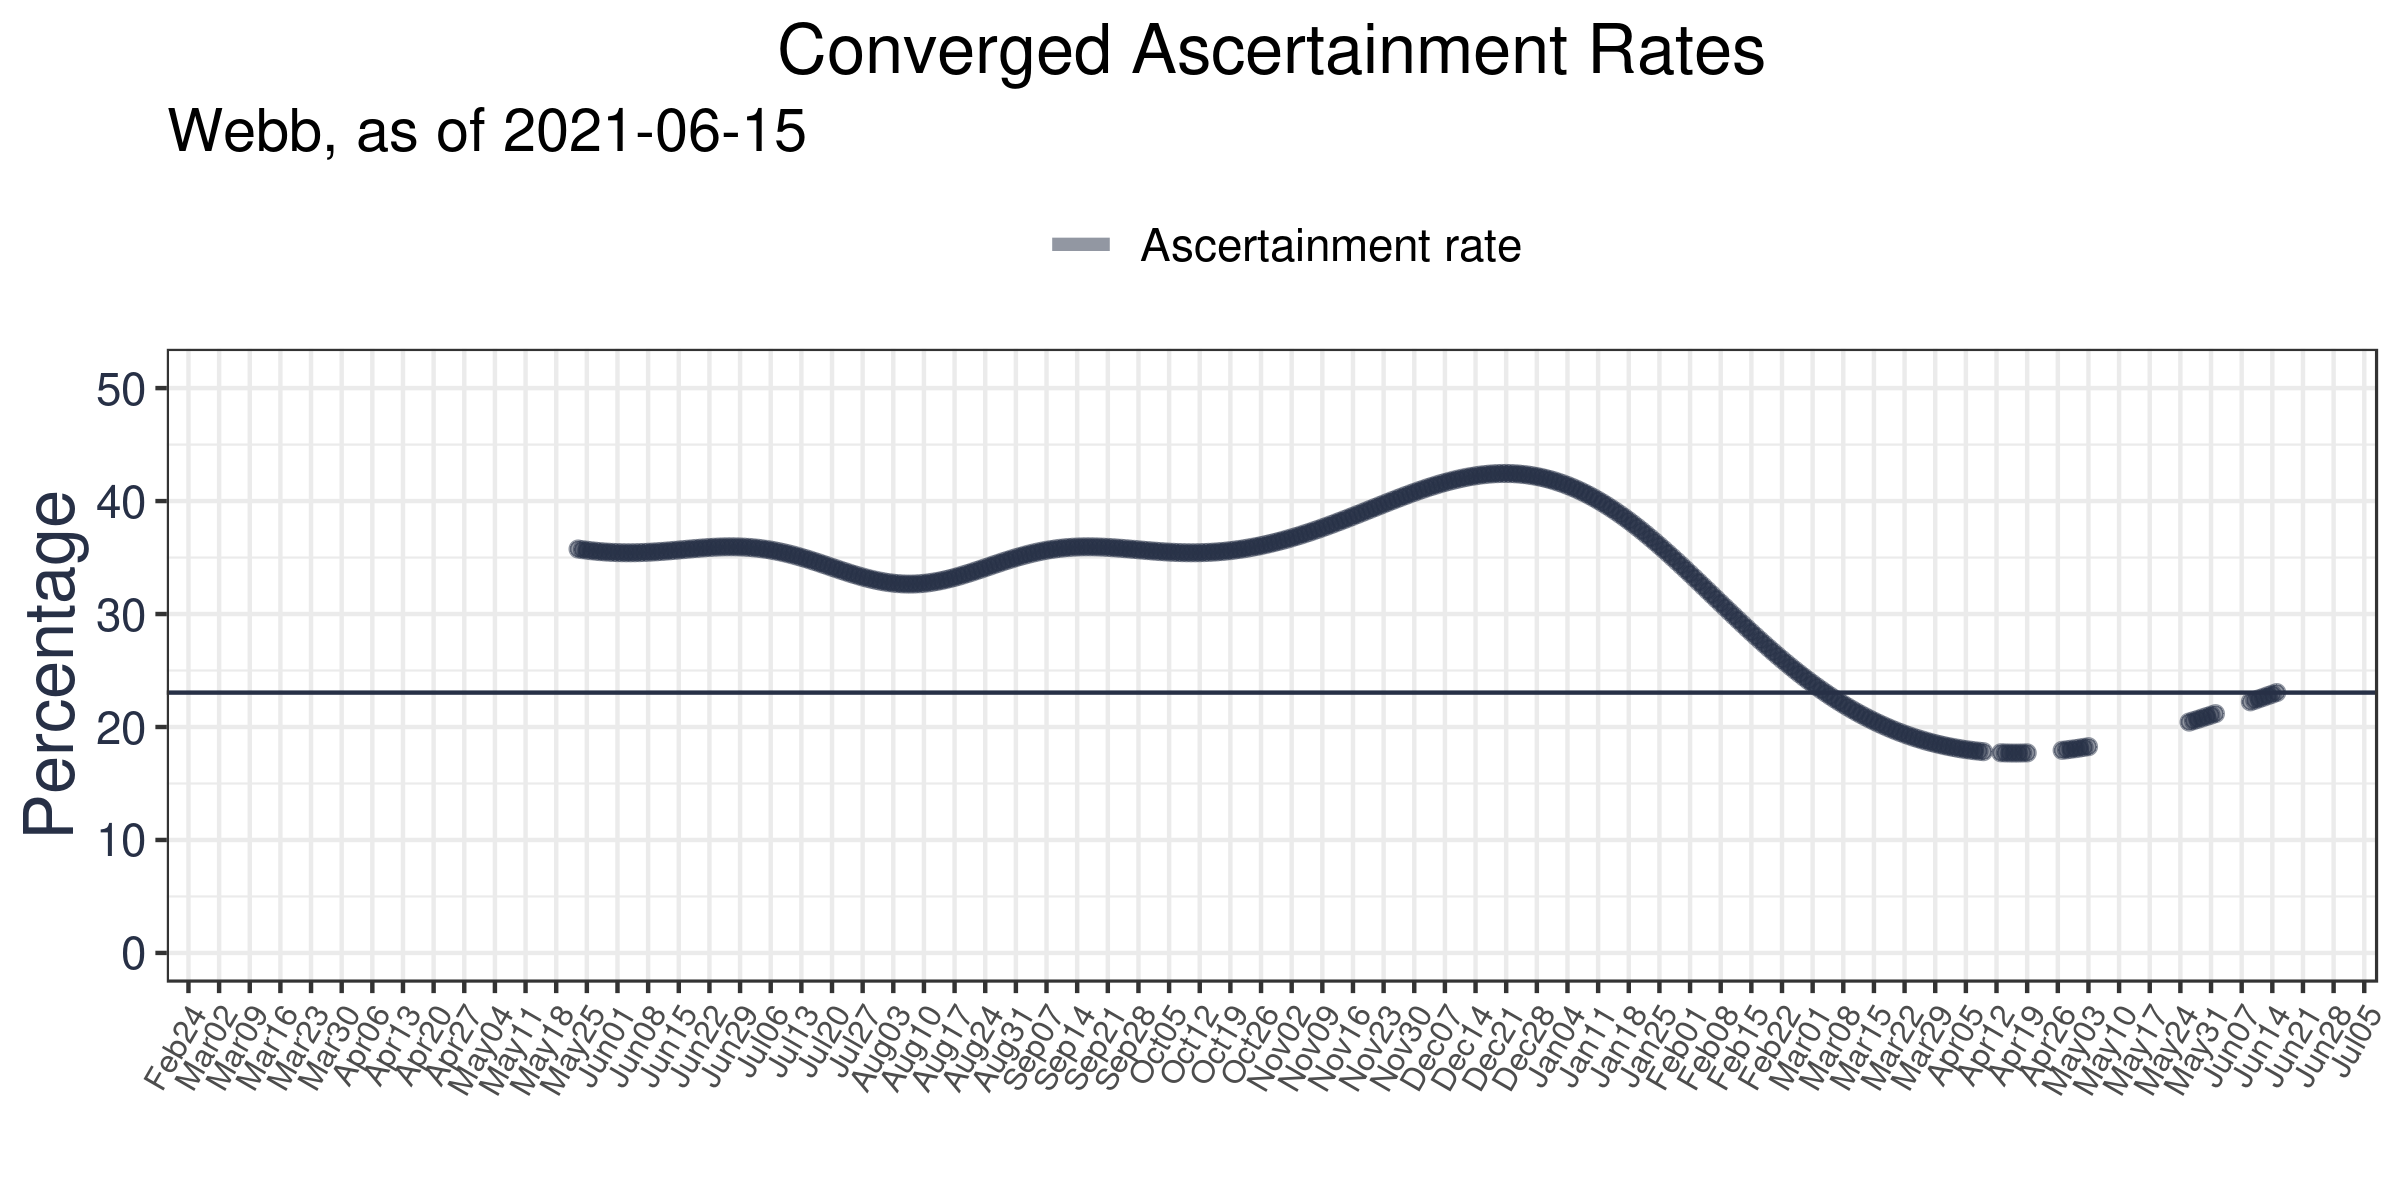 Converged Ascertainment Rates
Webb, as of 2021-06-15
Ascertainment rate
Percentage
50
40
30
20
10
0
Feb24 Mar02 Mar09 Mar16 Mar23 Mar30 Apr06 Apr13 Apr20 Apr27 May04 May11 May18 May25 Jun01 Jun08 Jun15 Jun22 Jun29 Jul06 Jul13 Jul20 Jul27 Aug03 Aug10 Aug17 Aug24 Aug31 Sep07 Sep14 Sep21 Sep28 Oct05 Oct12 Oct19 Oct26 Nov02 Nov09 Nov16 Nov23 Nov30 Dec07 Dec14 Dec21 Dec28 Jan04 Jan11 Jan18 Jan25 Feb01 Feb08 Feb15 Feb22 Mar01 Mar08 Mar15 Mar22 Mar29 Apr05 Apr12 Apr19 Apr26 May03 May10 May17 May24 May31 Jun07 Jun14 Jun21 Jun28 Jul05